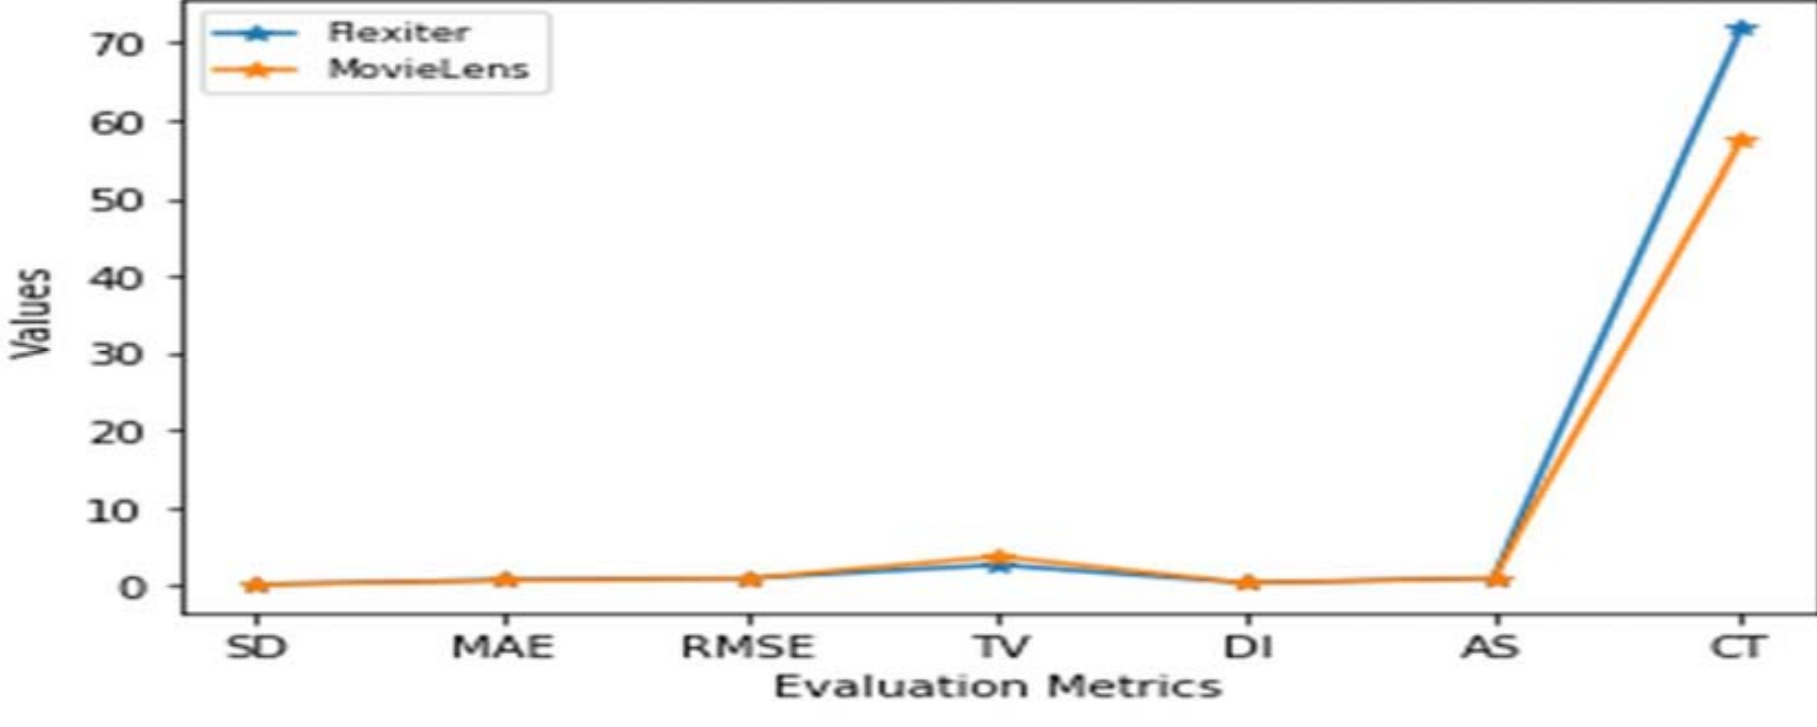 Flexiter
MovieLens
70
60
50
40
30
20
10
0
Values
SD MAE RMSE TV DI AS CT
Evaluation Metrics